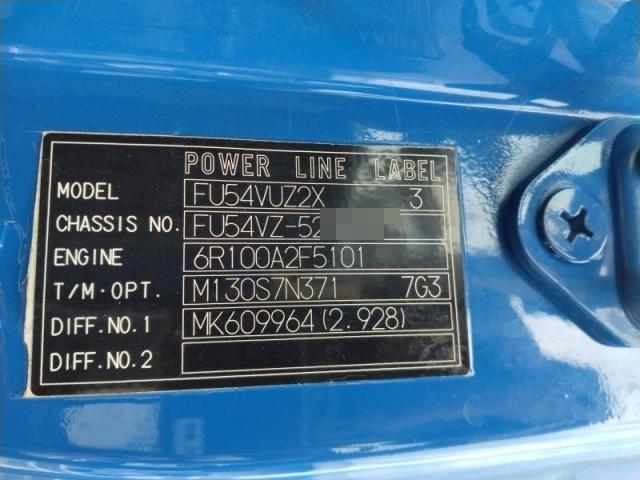 POWER LINE LABEL
MODEL FU54VUZ2X 3
CHASSIS NO. FU54VZ-52
ENGINE 6R100A2F5101
T/M·OPT. M130S7N371 7G3
DIFF.NO.1 MK609964(2.928)
DIFF.NO.2